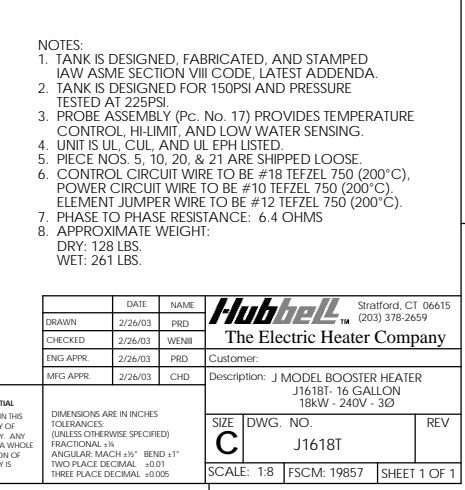 NOTES:
1. TANK IS DESIGNED, FABRICATED, AND STAMPED
IAW ASME SECTION VIII CODE, LATEST ADDENDA.
2. TANK IS DESIGNED FOR 150PSI AND PRESSURE
TESTED AT 225PSI.
3. PROBE ASSEMBLY (Pc. No. 17) PROVIDES TEMPERATURE
CONTROL, HI-LIMIT, AND LOW WATER SENSING.
4. UNIT IS UL, CUL, AND UL EPH LISTED.
5. PIECE NOS. 5, 10, 20, & 21 ARE SHIPPED LOOSE.
6. CONTROL CIRCUIT WIRE TO BE #18 TEFZEL 750 (200°C),
POWER CIRCUIT WIRE TO BE #10 TEFZEL 750 (200°C).
ELEMENT JUMPER WIRE TO BE #12 TEFZEL 750 (200°C).
7. PHASE TO PHASE RESISTANCE: 6.4 OHMS
8. APPROXIMATE WEIGHT:
DRY: 128 LBS.
WET: 261 LBS.
DATE NAME
DRAWN 2/26/03 PRD
CHECKED 2/26/03 WENIII
ENG APPR. 2/26/03 PRD
MFG APPR. 2/26/03 CHD
Hubbell TM
Stratford, CT 06615
(203) 378-2659
The Electric Heater Company
Customer:
Description: J MODEL BOOSTER HEATER
J1618T- 16 GALLON
18kW - 240V - 3Ø
TIAL
IN THIS
Y OF
Y. ANY
A WHOLE
ON OF
Y IS
DIMENSIONS ARE IN INCHES
TOLERANCES:
(UNLESS OTHERWISE SPECIFIED)
FRACTIONAL ±¼
ANGULAR: MACH ±½° BEND ±1°
TWO PLACE DECIMAL ±0.01
THREE PLACE DECIMAL ±0.005
SIZE DWG. NO. REV
C J1618T
SCALE: 1:8 FSCM: 19857 SHEET 1 OF 1